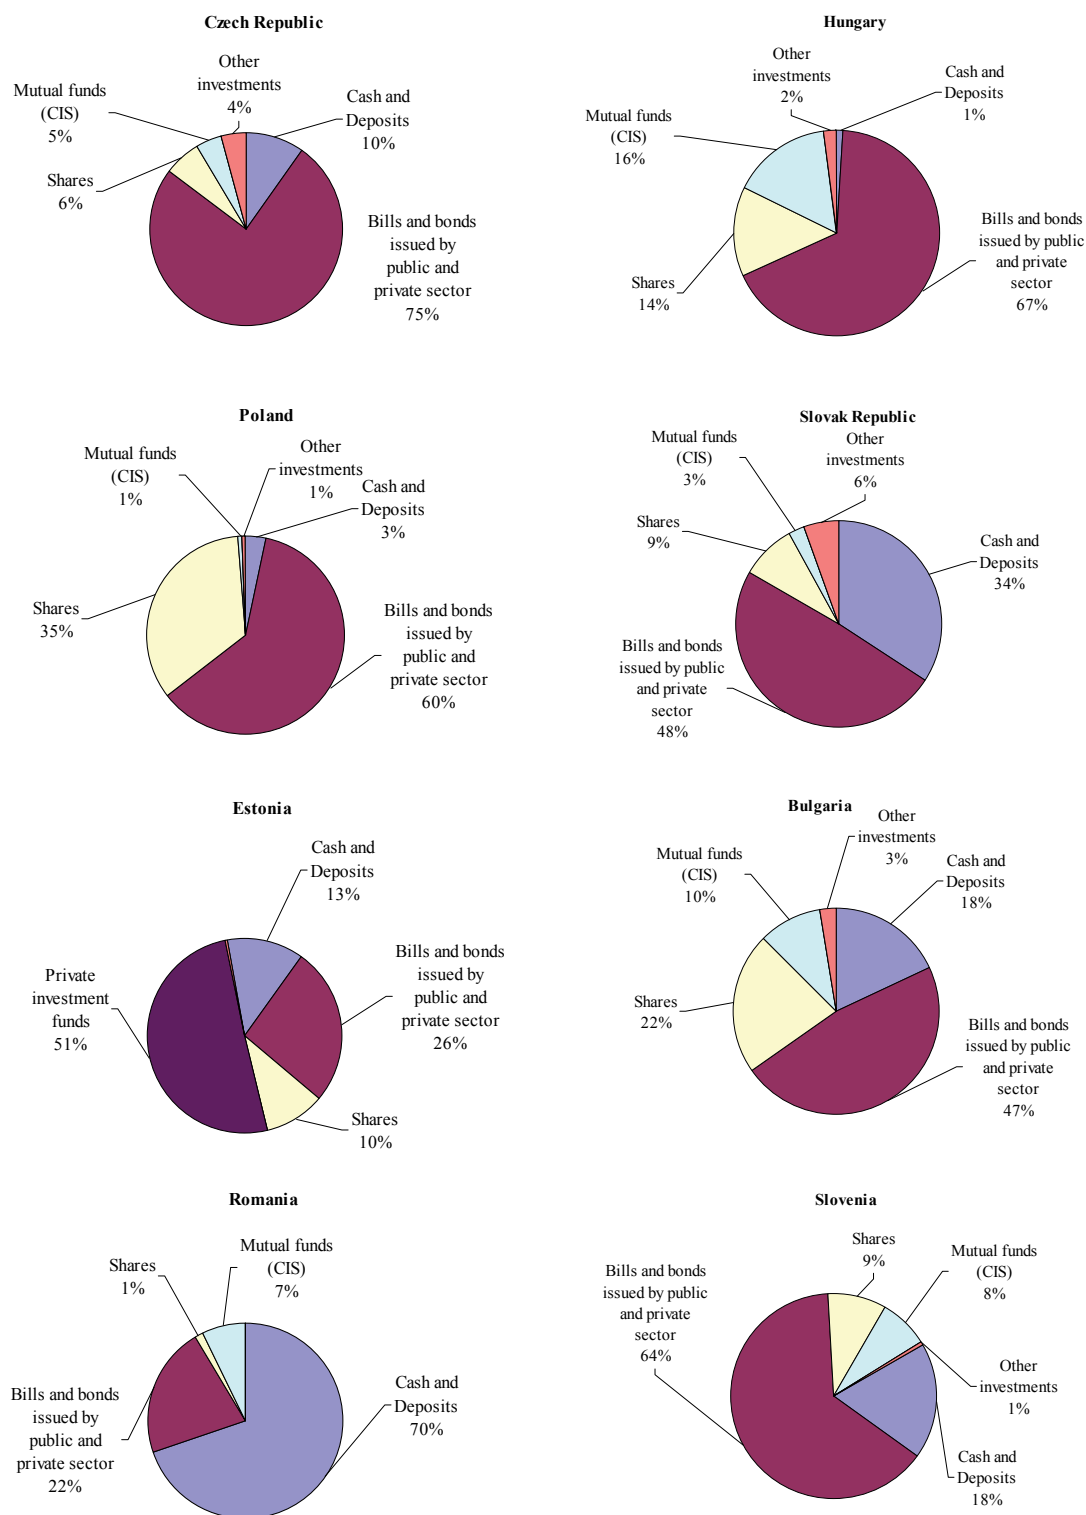 Czech Republic
Other
investments
4%
Mutual funds
(CIS)
5%
Cash and
Deposits
10%
Shares
6%
Bills and bonds
issued by
public and
private sector
75%
Hungary
Other
investments
2%
Cash and
Deposits
1%
Mutual funds
(CIS)
16%
Bills and bonds
issued by public
and private
sector
67%
Shares
14%
Poland
Other
investments
1%
Mutual funds
(CIS)
1%
Cash and
Deposits
3%
Shares
35%
Bills and bonds
issued by
public and
private sector
60%
Slovak Republic
Mutual funds
(CIS)
3%
Other
investments
6%
Shares
9%
Cash and
Deposits
34%
Bills and bonds
issued by public
and private
sector
48%
Estonia
Cash and
Deposits
13%
Bills and bonds
issued by
public and
private sector
26%
Private
investment
funds
51%
Shares
10%
Bulgaria
Other
investments
3%
Mutual funds
(CIS)
10%
Cash and
Deposits
18%
Shares
22%
Bills and bonds
issued by public
and private
sector
47%
Romania
Mutual funds
(CIS)
7%
Shares
1%
Cash and
Deposits
70%
Bills and bonds
issued by
public and
private sector
22%
Slovenia
Shares
9%
Mutual funds
(CIS)
8%
Bills and bonds
issued by public
and private
sector
64%
Other
investments
1%
Cash and
Deposits
18%